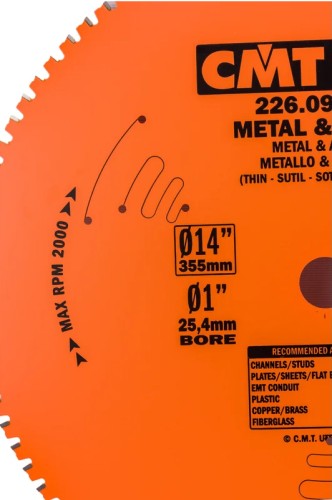 CMT
226.09
METAL &
METAL &
METALLO &
(THIN - SUTIL - SOT
Ø14”
355mm
Ø1”
25,4mm
BORE
MAX RPM 2000
RECOMMENDED
CHANNELS/STUDS
PLATES/SHEETS/FLAT
EMT CONDUIT
PLASTIC
COPPER/BRASS
FIBERGLASS
© C.M.T.